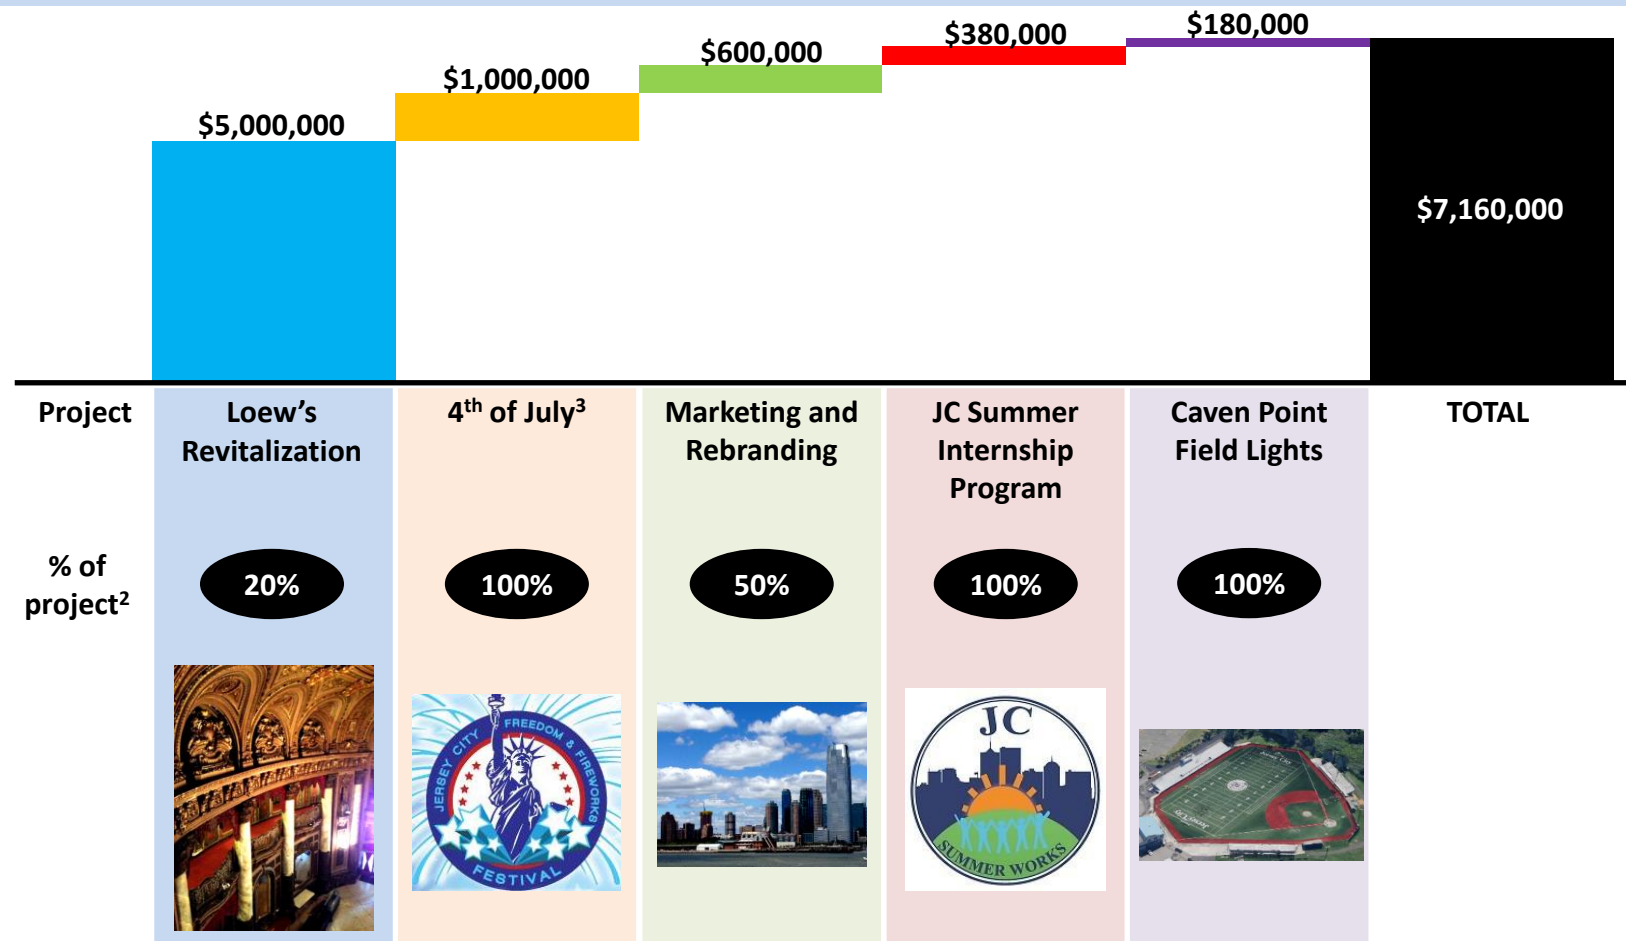 $5,000,000
$1,000,000
$600,000
$380,000
$180,000
$7,160,000
Project
Loew’s
Revitalization
4th of July3
Marketing and
Rebranding
JC Summer
Internship
Program
Caven Point
Field Lights
TOTAL
% of
project2
20%
100%
50%
100%
100%
JERSEY CITY FREEDOM & FIREWORKS
FESTIVAL
JC
SUMMER WORKS
Jersey City